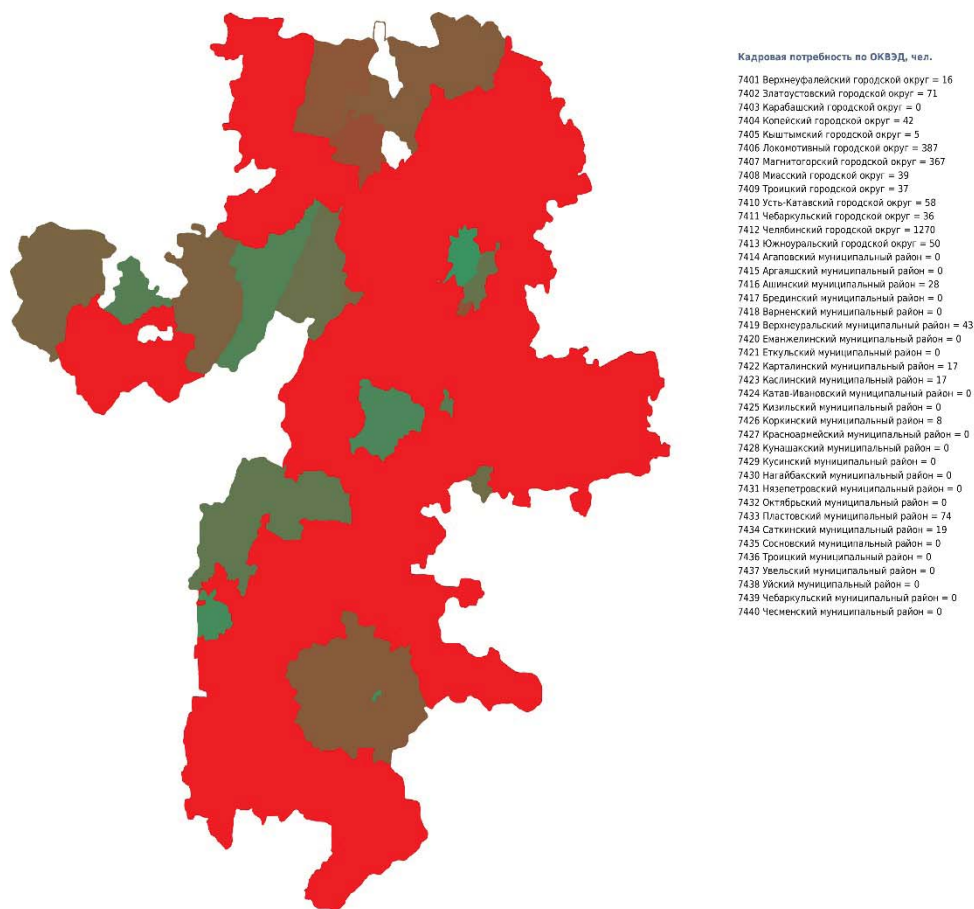 Кадровая потребность по ОКВЭД, чел.
7401 Верхнеуфалейский городской округ = 16
7402 Златоустовский городской округ = 71
7403 Карабашский городской округ = 0
7404 Копейский городской округ = 42
7405 Кыштымский городской округ = 5
7406 Локомотивный городской округ = 387
7407 Магнитогорский городской округ = 367
7408 Миасский городской округ = 39
7409 Троицкий городской округ = 37
7410 Усть-Катавский городской округ = 58
7411 Чебаркульский городской округ = 36
7412 Челябинский городской округ = 1270
7413 Южноуральский городской округ = 50
7414 Агаповский муниципальный район = 0
7415 Аргаяшский муниципальный район = 0
7416 Ашинский муниципальный район = 28
7417 Брединский муниципальный район = 0
7418 Варненский муниципальный район = 0
7419 Верхнеуральский муниципальный район = 43
7420 Еманжелинский муниципальный район = 0
7421 Еткульский муниципальный район = 0
7422 Карталинский муниципальный район = 17
7423 Каслинский муниципальный район = 17
7424 Катав-Ивановский муниципальный район = 0
7425 Кизильский муниципальный район = 0
7426 Коркинский муниципальный район = 8
7427 Красноармейский муниципальный район = 0
7428 Кунашакский муниципальный район = 0
7429 Кусинский муниципальный район = 0
7430 Нагайбакский муниципальный район = 0
7431 Нязепетровский муниципальный район = 0
7432 Октябрьский муниципальный район = 0
7433 Пластовский муниципальный район = 74
7434 Саткинский муниципальный район = 19
7435 Сосновский муниципальный район = 0
7436 Троицкий муниципальный район = 0
7437 Увельский муниципальный район = 0
7438 Уйский муниципальный район = 0
7439 Чебаркульский муниципальный район = 0
7440 Чесменский муниципальный район = 0